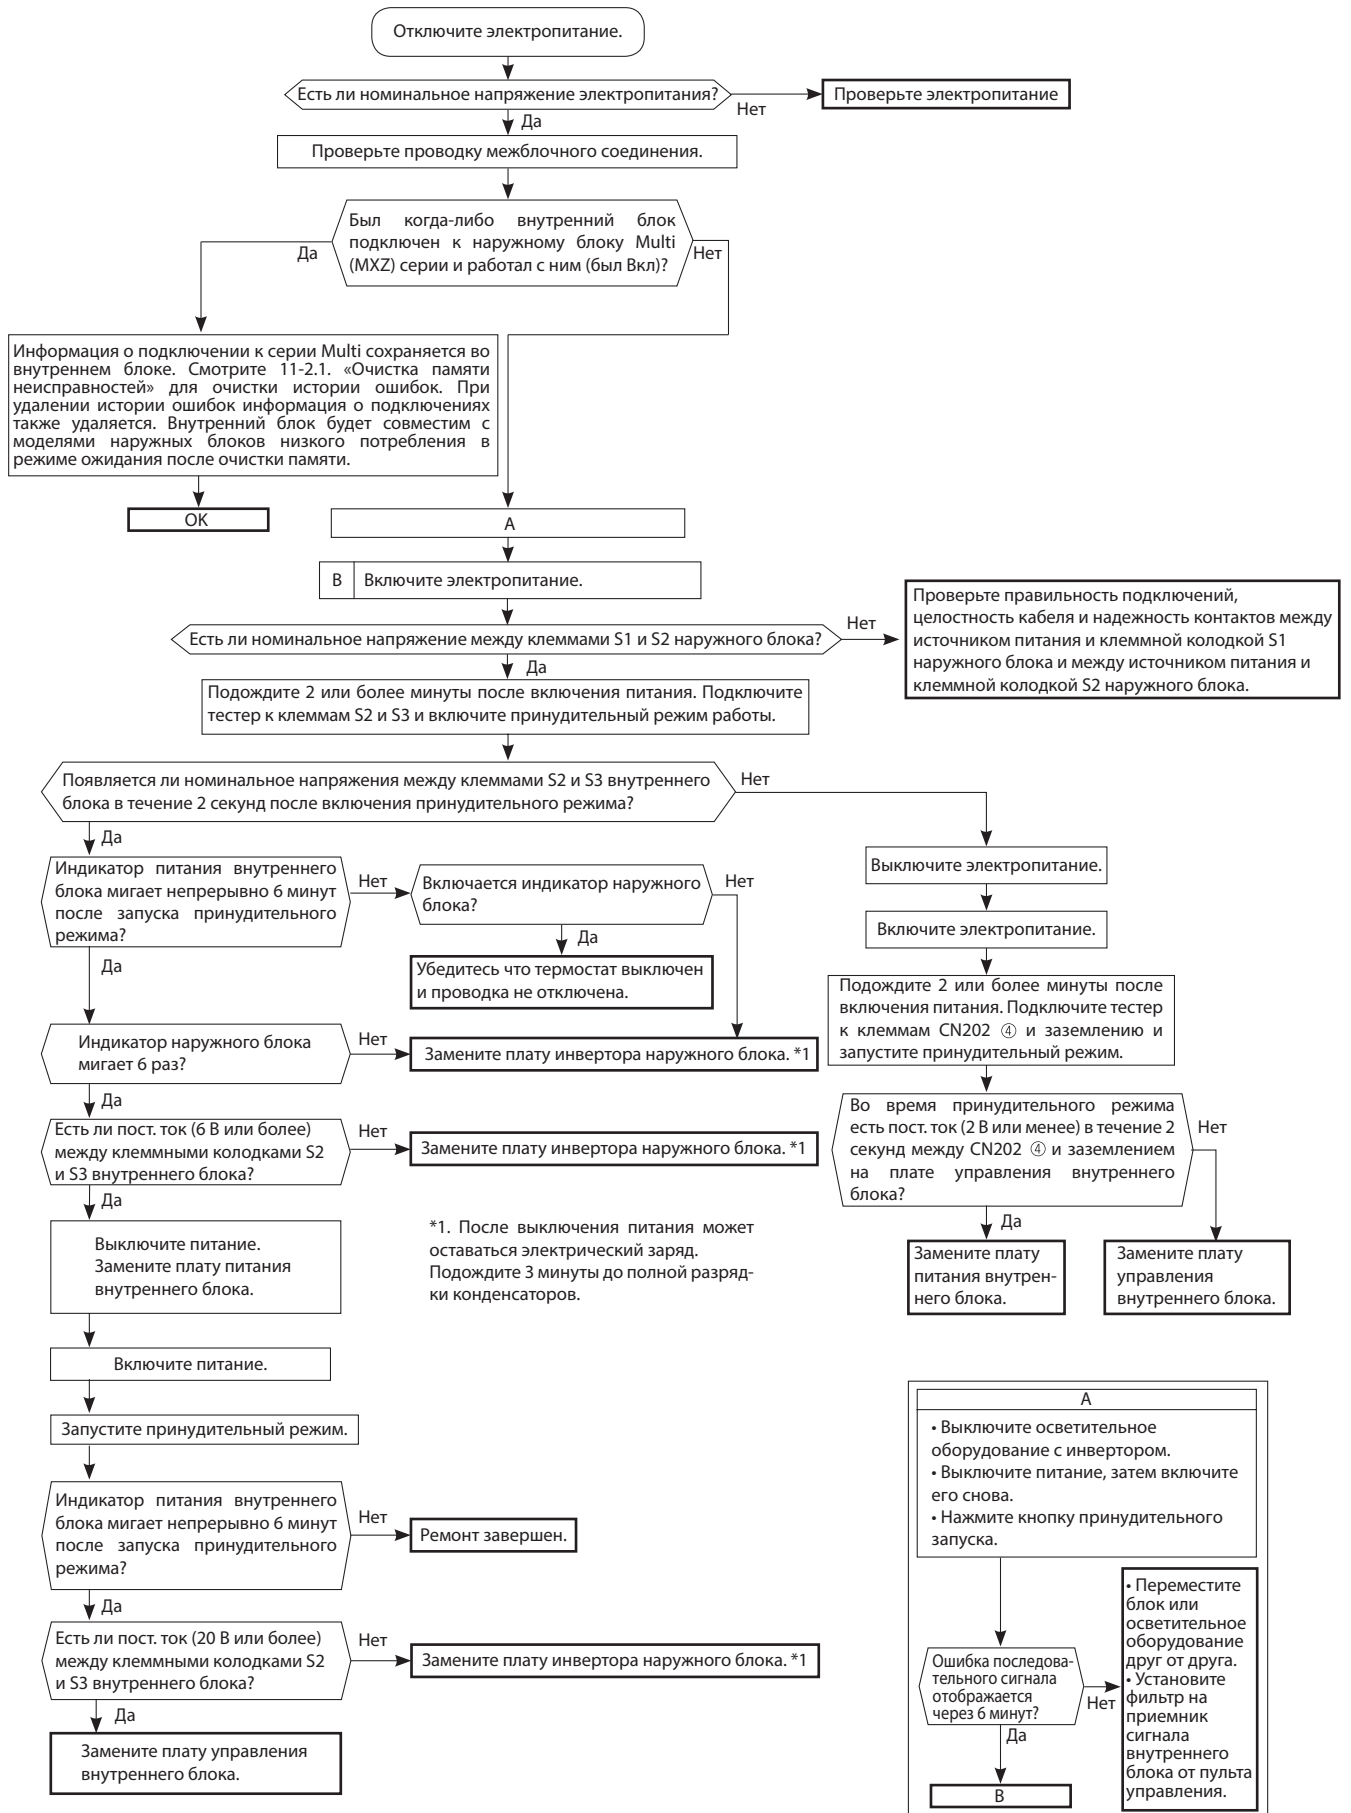 Отключите электропитание.
Есть ли номинальное напряжение электропитания?
Нет
Проверьте электропитание
Да
Проверьте проводку межблочного соединения.
Был когда-либо внутренний блок
подключен к наружному блоку Multi
(MXZ) серии и работал с ним (был Вкл)?
Да
Нет
Информация о подключении к серии Multi сохраняется во
внутреннем блоке. Смотрите 11-2.1. «Очистка памяти
неисправностей» для очистки истории ошибок. При
удалении истории ошибок информация о подключениях
также удаляется. Внутренний блок будет совместим с
моделями наружных блоков низкого потребления в
режиме ожидания после очистки памяти.
OK
A
B Включите электропитание.
Есть ли номинальное напряжение между клеммами S1 и S2 наружного блока?
Нет
Проверьте правильность подключений,
целостность кабеля и надежность контактов между
источником питания и клеммной колодкой S1
наружного блока и между источником питания и
клеммной колодкой S2 наружного блока.
Да
Подождите 2 или более минуты после включения питания. Подключите
тестер к клеммам S2 и S3 и включите принудительный режим работы.
Появляется ли номинальное напряжения между клеммами S2 и S3 внутреннего
блока в течение 2 секунд после включения принудительного режима?
Нет
Да
Индикатор питания внутреннего
блока мигает непрерывно 6 минут
после запуска принудительного
режима?
Нет
Включается индикатор наружного
блока?
Нет
Да
Убедитесь что термостат выключен
и проводка не отключена.
Да
Индикатор наружного блока
мигает 6 раз?
Нет
Замените плату инвертора наружного блока. *1
Да
Есть ли пост. ток (6 В или более)
между клеммными колодками S2
и S3 внутреннего блока?
Нет
Замените плату инвертора наружного блока. *1
Да
Выключите питание.
Замените плату питания
внутреннего блока.
*1. После выключения питания может
оставаться электрический заряд.
Подождите 3 минуты до полной разряд-
ки конденсаторов.
Включите питание.
Запустите принудительный режим.
Индикатор питания внутреннего
блока мигает непрерывно 6 минут
после запуска принудительного
режима?
Нет
Ремонт завершен.
Да
Есть ли пост. ток (20 В или более)
между клеммными колодками S2
и S3 внутреннего блока?
Нет
Замените плату инвертора наружного блока. *1
Да
Замените плату управления
внутреннего блока.
Выключите электропитание.
Включите электропитание.
Подождите 2 или более минуты после
включения питания. Подключите тестер
к клеммам CN202 ④ и заземлению и
запустите принудительный режим.
Во время принудительного режима
есть пост. ток (2 В или менее) в течение 2
секунд между CN202 ④ и заземлением
на плате управления внутреннего
блока?
Нет
Да
Замените плату
питания внутрен-
него блока.
Замените плату
управления
внутреннего блока.
A
• Выключите осветительное
оборудование с инвертором.
• Выключите питание, затем включите
его снова.
• Нажмите кнопку принудительного
запуска.
Ошибка последова-
тельного сигнала
отображается
через 6 минут?
Нет
• Переместите
блок или
осветительное
оборудование
друг от друга.
• Установите
фильтр на
приемник
сигнала
внутреннего
блока от пульта
управления.
Да
B